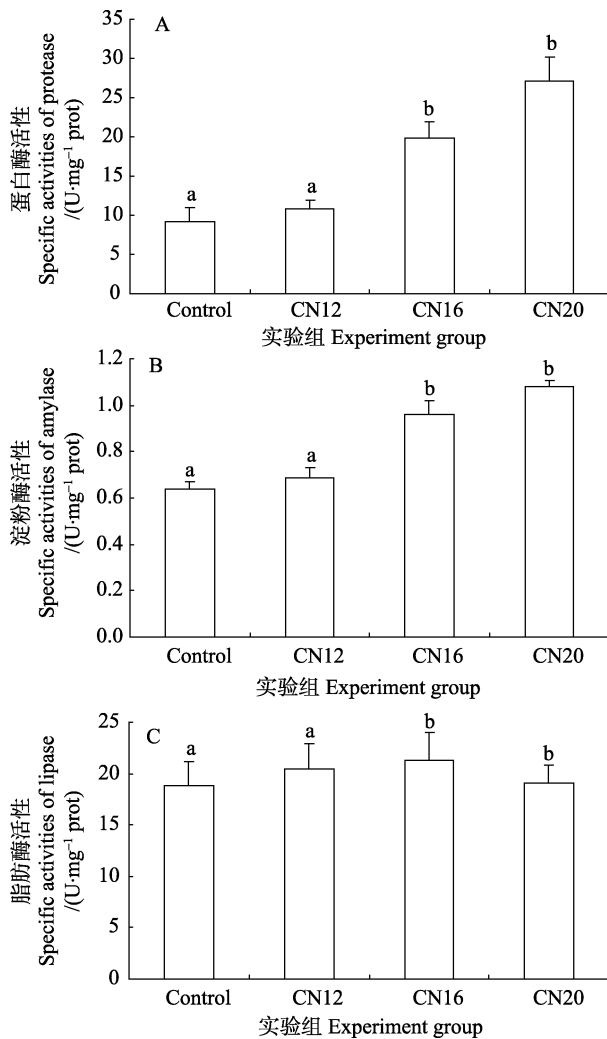 A
蛋白酶活性
Specific activities of protease
/(U·mg⁻¹ prot)
35
30
25
20
15
10
5
0
a
a
b
b
Control
CN12
CN16
CN20
实验组 Experiment group
B
淀粉酶活性
Specific activities of amylase
/(U·mg⁻¹ prot)
1.2
1.0
0.8
0.6
0.4
0.2
0.0
a
a
b
b
Control
CN12
CN16
CN20
实验组 Experiment group
C
脂肪酶活性
Specific activities of lipase
/(U·mg⁻¹ prot)
25
20
15
10
5
0
a
a
b
b
Control
CN12
CN16
CN20
实验组 Experiment group